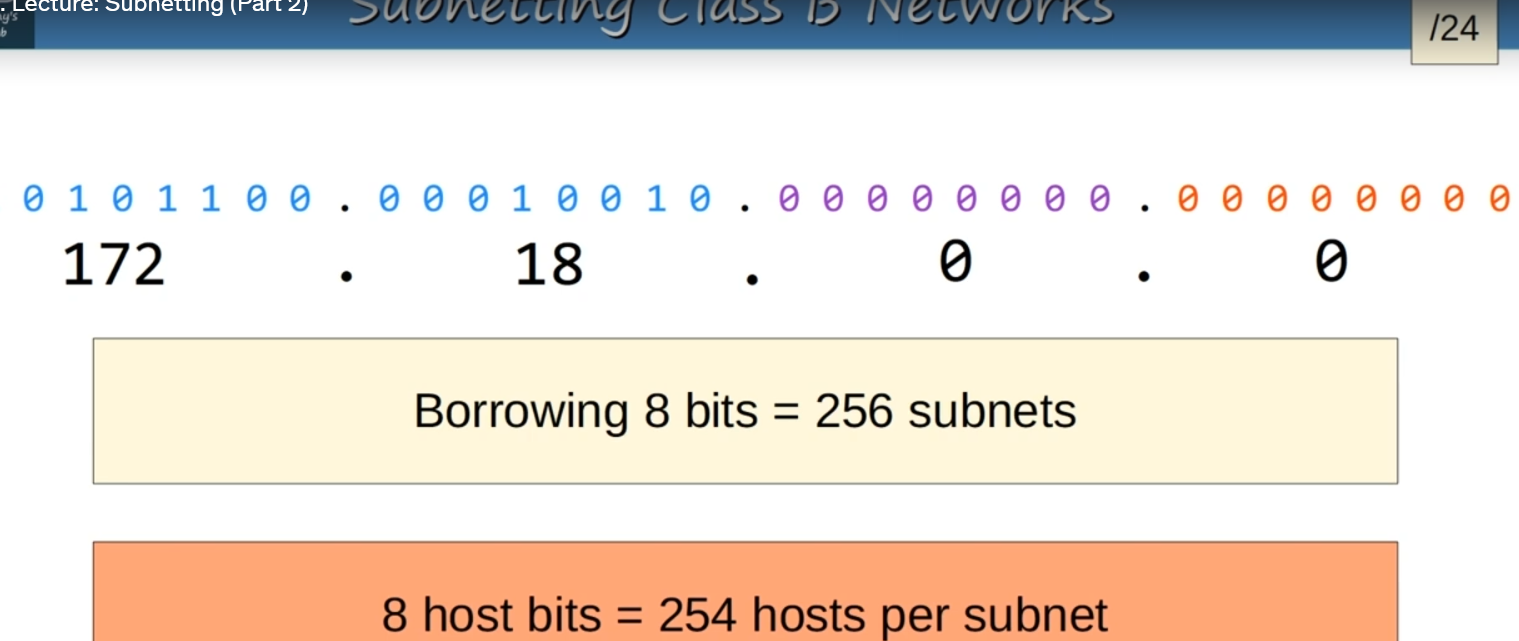 . Lecture: Subnetting (Part 2)
Subnetting Class B Networks
/24
0 1 0 1 1 0 0 . 0 0 0 1 0 0 1 0 . 0 0 0 0 0 0 0 0 . 0 0 0 0 0 0 0 0
172 . 18 . 0 . 0
Borrowing 8 bits = 256 subnets
8 host bits = 254 hosts per subnet